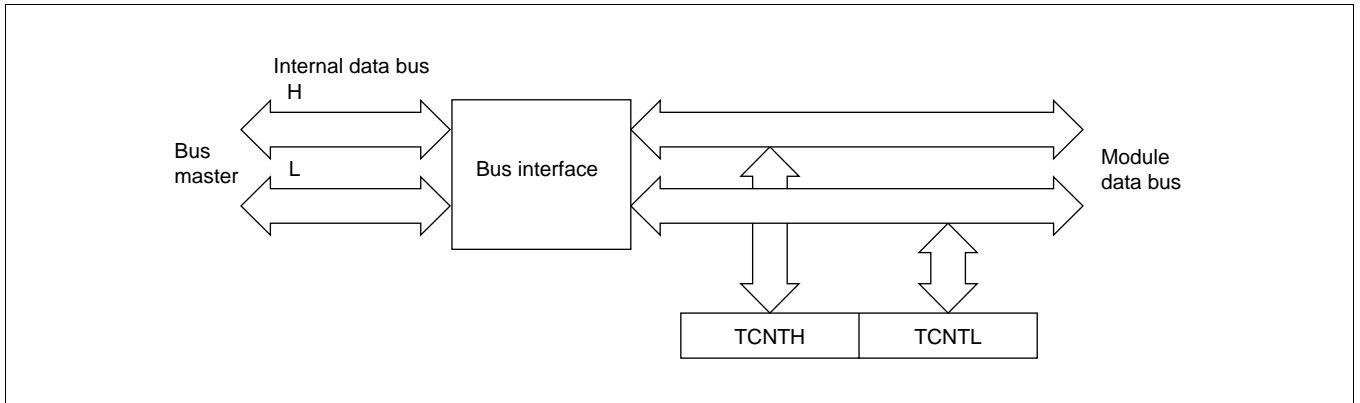 Internal data bus
H
Bus
master
L
Bus interface
Module
data bus
TCNTH
TCNTL